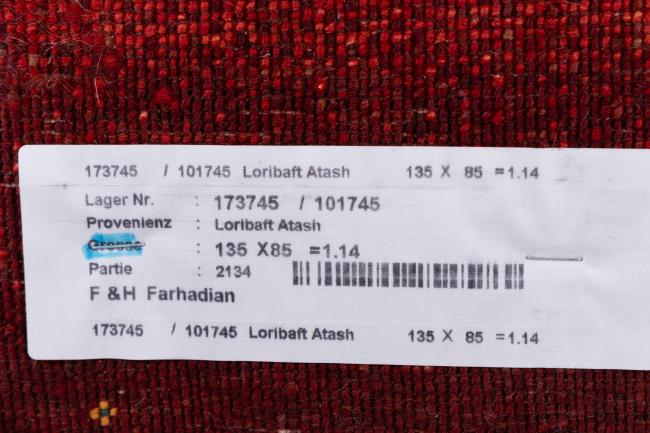 173745 / 101745 Loribaft Atash 135 X 85 =1.14
Lager Nr. : 173745 / 101745
Provenienz : Loribaft Atash
Grosse : 135 X85 =1.14
Partie : 2134
F &H Farhadian
173745 / 101745 Loribaft Atash 135 X 85 =1.14